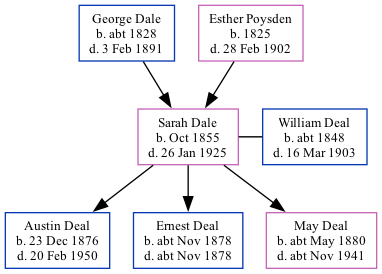 George Dale
b. abt 1828
d. 3 Feb 1891
Esther Poysden
b. 1825
d. 28 Feb 1902
Sarah Dale
b. Oct 1855
d. 26 Jan 1925
William Deal
b. abt 1848
d. 16 Mar 1903
Austin Deal
b. 23 Dec 1876
d. 20 Feb 1950
Ernest Deal
b. abt Nov 1878
d. abt Nov 1878
May Deal
b. abt May 1880
d. abt Nov 1941